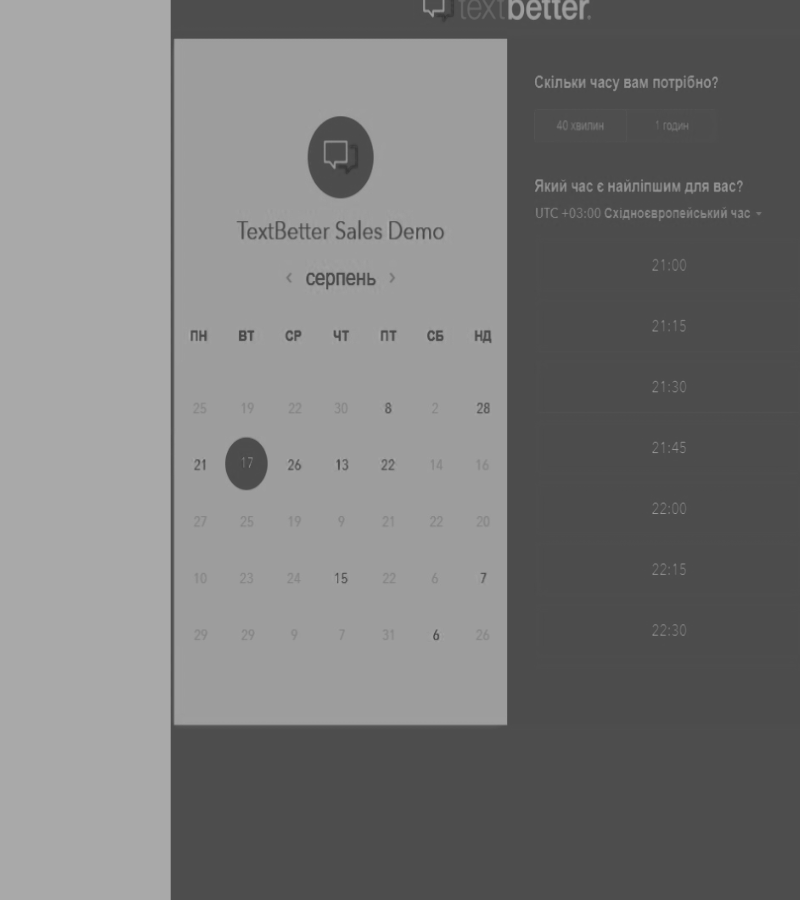 textbetter.
TextBetter Sales Demo
‹ серпень ›
ПН ВТ СР ЧТ ПТ СБ НД
25 19 22 30 8 2 28
21 17 26 13 22 14 16
27 25 19 9 21 22 20
10 23 24 15 22 6 7
29 29 9 7 31 6 26
Скільки часу вам потрібно?
40 хвилин 1 годин
Який час є найліпшим для вас?
UTC +03:00 Східноєвропейський час
21:00
21:15
21:30
21:45
22:00
22:15
22:30